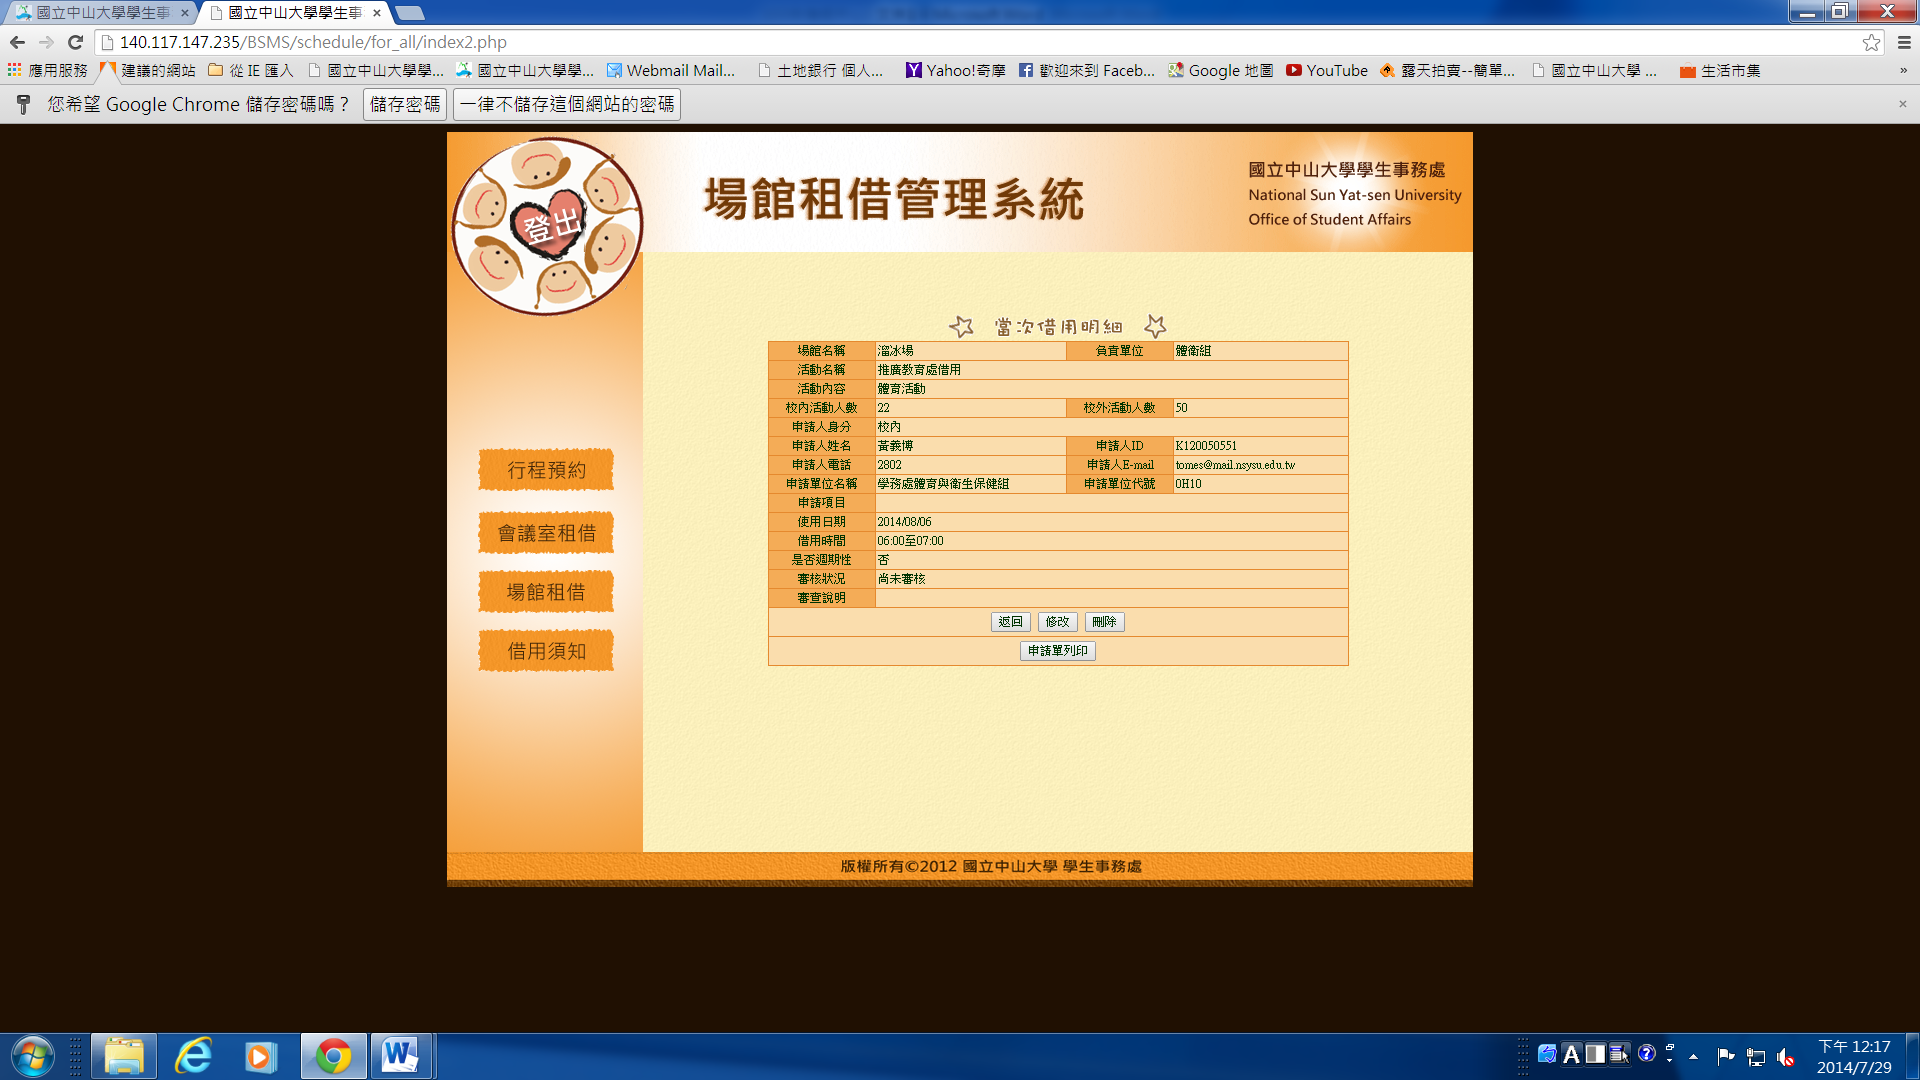 國立中山大學學生事
國立中山大學學生事
140.117.147.235/BSMS/schedule/for_all/index2.php
應用服務 建議的網站 從 IE 匯入 國立中山大學學... 國立中山大學學... Webmail Mail... 土地銀行 個人... Yahoo!奇摩 歡迎來到 Faceb... Google 地圖 YouTube 露天拍賣--簡單... 國立中山大學 ... 生活市集 »
您希望 Google Chrome 儲存密碼嗎？ 儲存密碼 一律不儲存這個網站的密碼
登出
場館租借管理系統
國立中山大學學生事務處
National Sun Yat-sen University
Office of Student Affairs
行程預約
會議室租借
場館租借
借用須知
當次借用明細
場館名稱 溜冰場 負責單位 體衛組
活動名稱 推廣教育處借用
活動內容 體育活動
校內活動人數 22 校外活動人數 50
申請人身分 校內
申請人姓名 黃義博 申請人ID K120050551
申請人電話 2802 申請人E-mail tomes@mail.nsysu.edu.tw
申請單位名稱 學務處體育與衛生保健組 申請單位代號 0H10
申請項目
使用日期 2014/08/06
借用時間 06:00至07:00
是否週期性 否
審核狀況 尚未審核
審查說明
返回 修改 刪除
申請單列印
版權所有©2012 國立中山大學 學生事務處
A
下午 12:17
2014/7/29